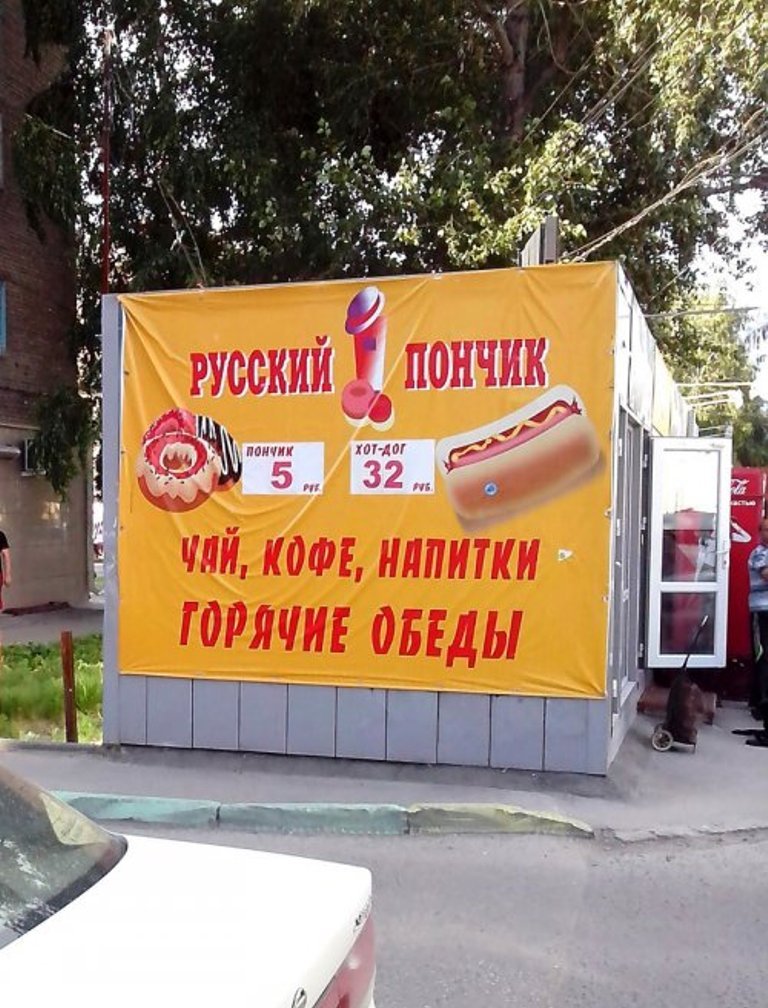 РУССКИЙ ПОНЧИК
ПОНЧИК
5 РУБ.
ХОТ-ДОГ
32 РУБ.
ЧАЙ, КОФЕ, НАПИТКИ
ГОРЯЧИЕ ОБЕДЫ